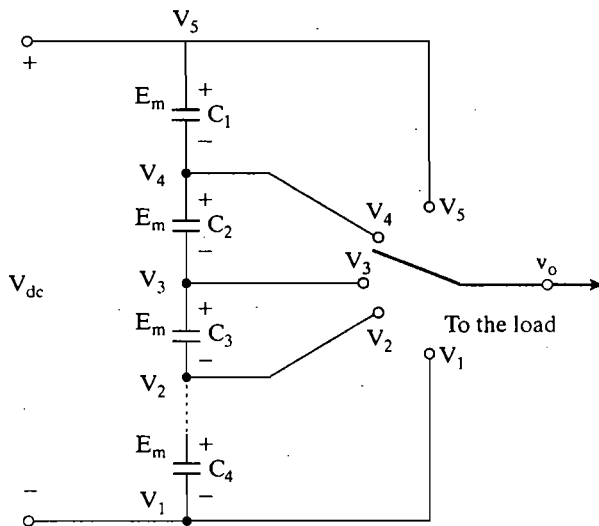 V5
+
Em
+
C1
−
V4
V5
Em
+
C2
−
V4
V3
vo
Vdc
V3
Em
+
C3
−
V2
To the load
V2
V1
Em
+
C4
−
−
V1